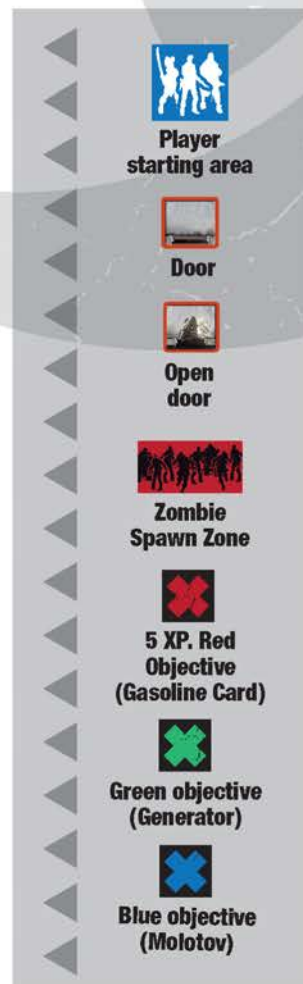 Player
starting area
Door
Open
door
Zombie
Spawn Zone
5 XP. Red
Objective
(Gasoline Card)
Green objective
(Generator)
Blue objective
(Molotov)